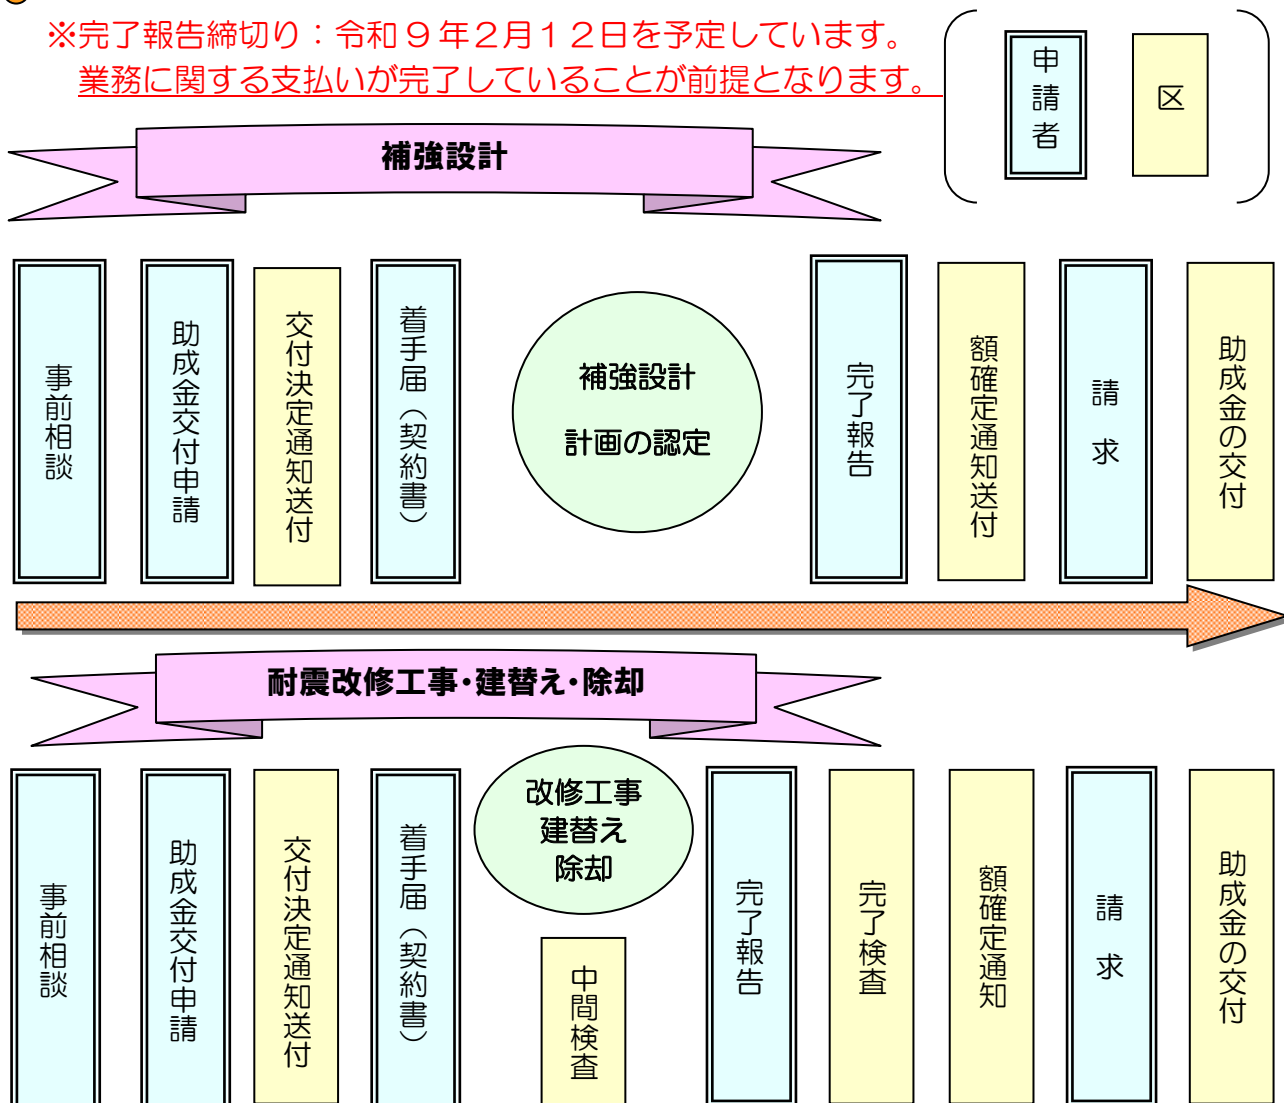 ※完了報告締切り：令和９年２月１２日を予定しています。
業務に関する支払いが完了していることが前提となります。
申請者
区
補強設計
事前相談
助成金交付申請
交付決定通知送付
着手届（契約書）
補強設計
計画の認定
完了報告
額確定通知送付
請求
助成金の交付
耐震改修工事・建替え・除却
事前相談
助成金交付申請
交付決定通知送付
着手届（契約書）
改修工事
建替え
除却
中間検査
完了報告
完了検査
額確定通知
請求
助成金の交付